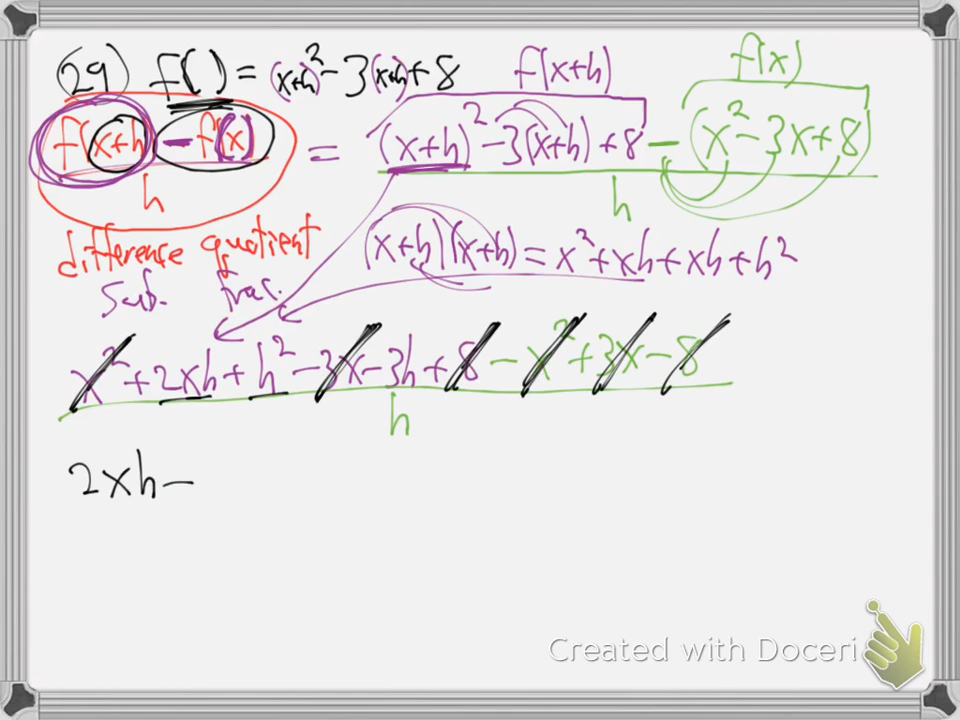 (29) f( ) = (x+h)² - 3(x+h) + 8
f(x+h) f(x)
f(x+h) - f(x) = (x+h)² - 3(x+h) + 8 - (x² - 3x + 8)
h h
difference quotient (x+h)(x+h) = x² + xh + xh + h²
Sub. frac.
x² + 2xh + h² - 3x - 3h + 8 - x² + 3x - 8
h
2xh -
Created with Doceri